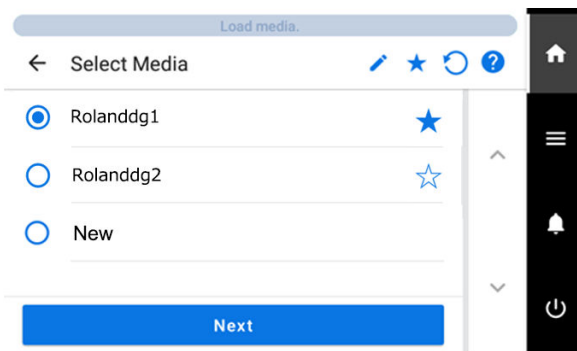 Load media.
Select Media
?
Rolanddg1
Rolanddg2
New
Next